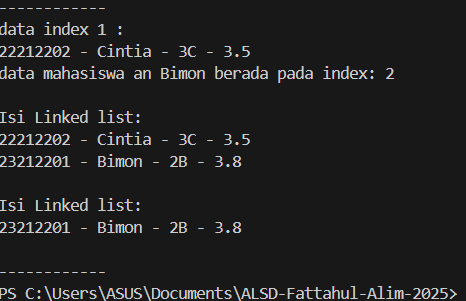 ------------
data index 1 :
22212202 - Cintia - 3C - 3.5
data mahasiswa an Bimon berada pada index: 2
Isi Linked list:
22212202 - Cintia - 3C - 3.5
23212201 - Bimon - 2B - 3.8
Isi Linked list:
23212201 - Bimon - 2B - 3.8
------------
PS C:\Users\ASUS\Documents\ALSD-Fattahul-Alim-2025>